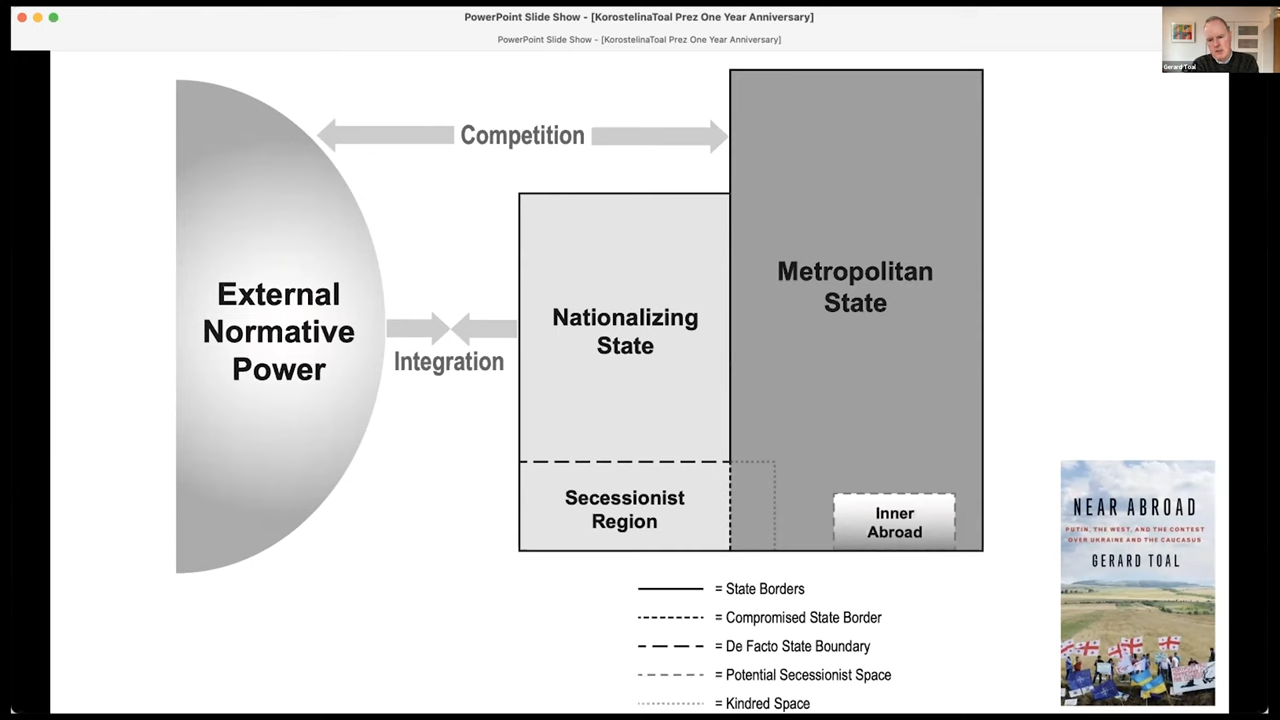 PowerPoint Slide Show - [KorostelinaToal Prez One Year Anniversary]
PowerPoint Slide Show - [KorostelinaToal Prez One Year Anniversary]
Gerard Toal
Competition
External
Normative
Power
Integration
Nationalizing
State
Metropolitan
State
Secessionist
Region
Inner
Abroad
= State Borders
= Compromised State Border
= De Facto State Boundary
= Potential Secessionist Space
= Kindred Space
NEAR ABROAD
PUTIN, THE WEST, AND THE CONTEST
OVER UKRAINE AND THE CAUCASUS
GERARD TOAL